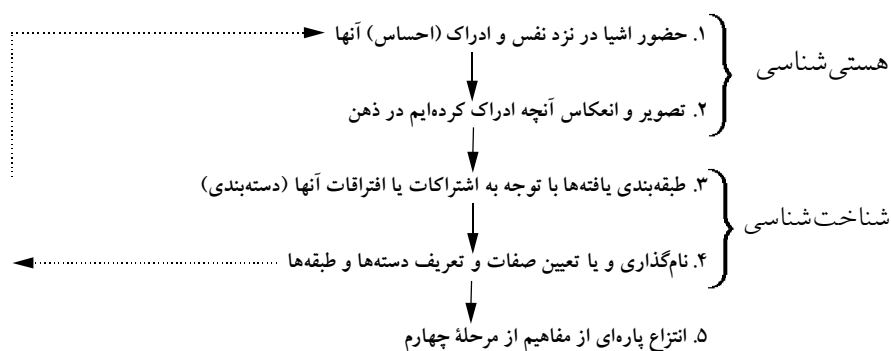 ۱. حضور اشیا در نزد نفس و ادراک (احساس) آنها
هستی‌شناسی
۲. تصویر و انعکاس آنچه ادراک کرده‌ایم در ذهن
۳. طبقه‌بندی یافته‌ها با توجه به اشتراکات یا افتراقات آنها (دسته‌بندی)
شناخت‌شناسی
۴. نام‌گذاری و یا تعیین صفات و تعریف دسته‌ها و طبقه‌ها
۵. انتزاع پاره‌ای از مفاهیم از مرحلهٔ چهارم